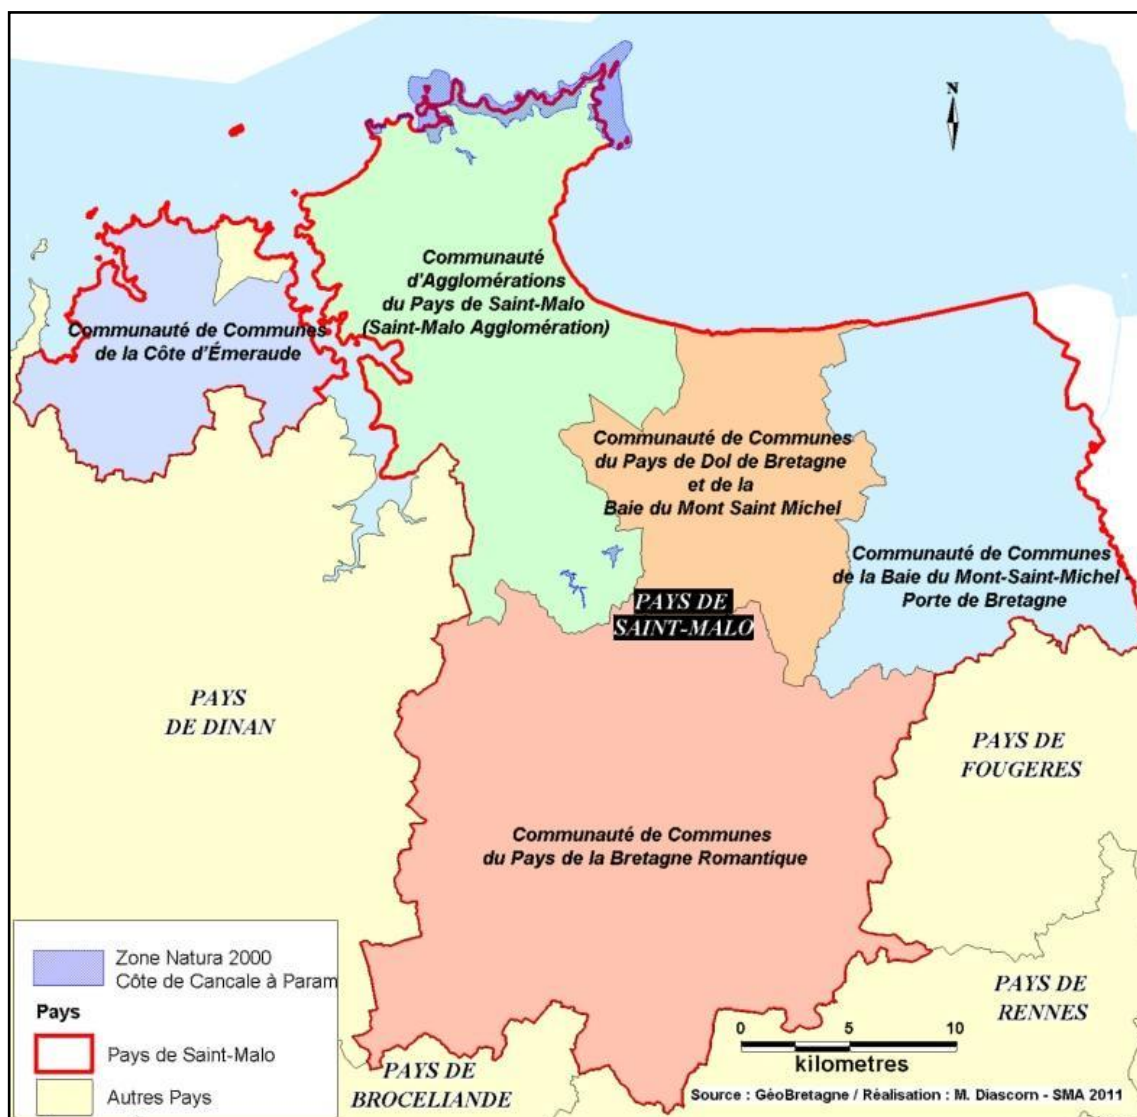 N
Communauté
d'Agglomérations
du Pays de Saint-Malo
(Saint-Malo Agglomération)
Communauté de Communes
de la Côte d'Émeraude
Communauté de Communes
du Pays de Dol de Bretagne
et de la
Baie du Mont Saint Michel
Communauté de Communes
de la Baie du Mont-Saint-Michel -
Porte de Bretagne
PAYS DE
SAINT-MALO
PAYS
DE DINAN
PAYS DE
FOUGERES
Communauté de Communes
du Pays de la Bretagne Romantique
PAYS DE
RENNES
PAYS DE
BROCELIANDE
Zone Natura 2000
Côte de Cancale à Param
Pays
Pays de Saint-Malo
Autres Pays
0 5 10
kilometres
Source : GéoBretagne / Réalisation : M. Diascorn - SMA 2011